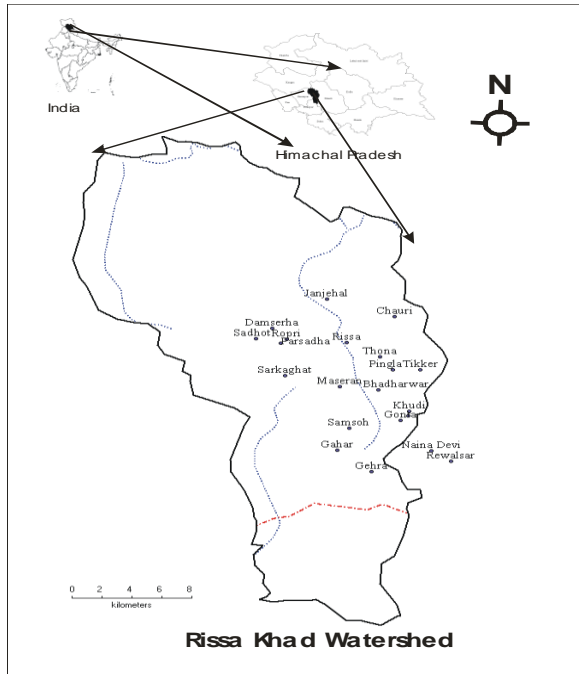 N
India
Himachal Pradesh
Janjehal
Chauri
Damserha
Sadhot
Ropri
Parsadha
Rissa
Thona
Pingla
Tikker
Sarkaghat
Maseran
Bhadharwar
Khudi
Samsoh
Gahar
Naina Devi
Rewalsar
Gehra
0 2 4 6 8
kilometers
Rissa Khad Watershed